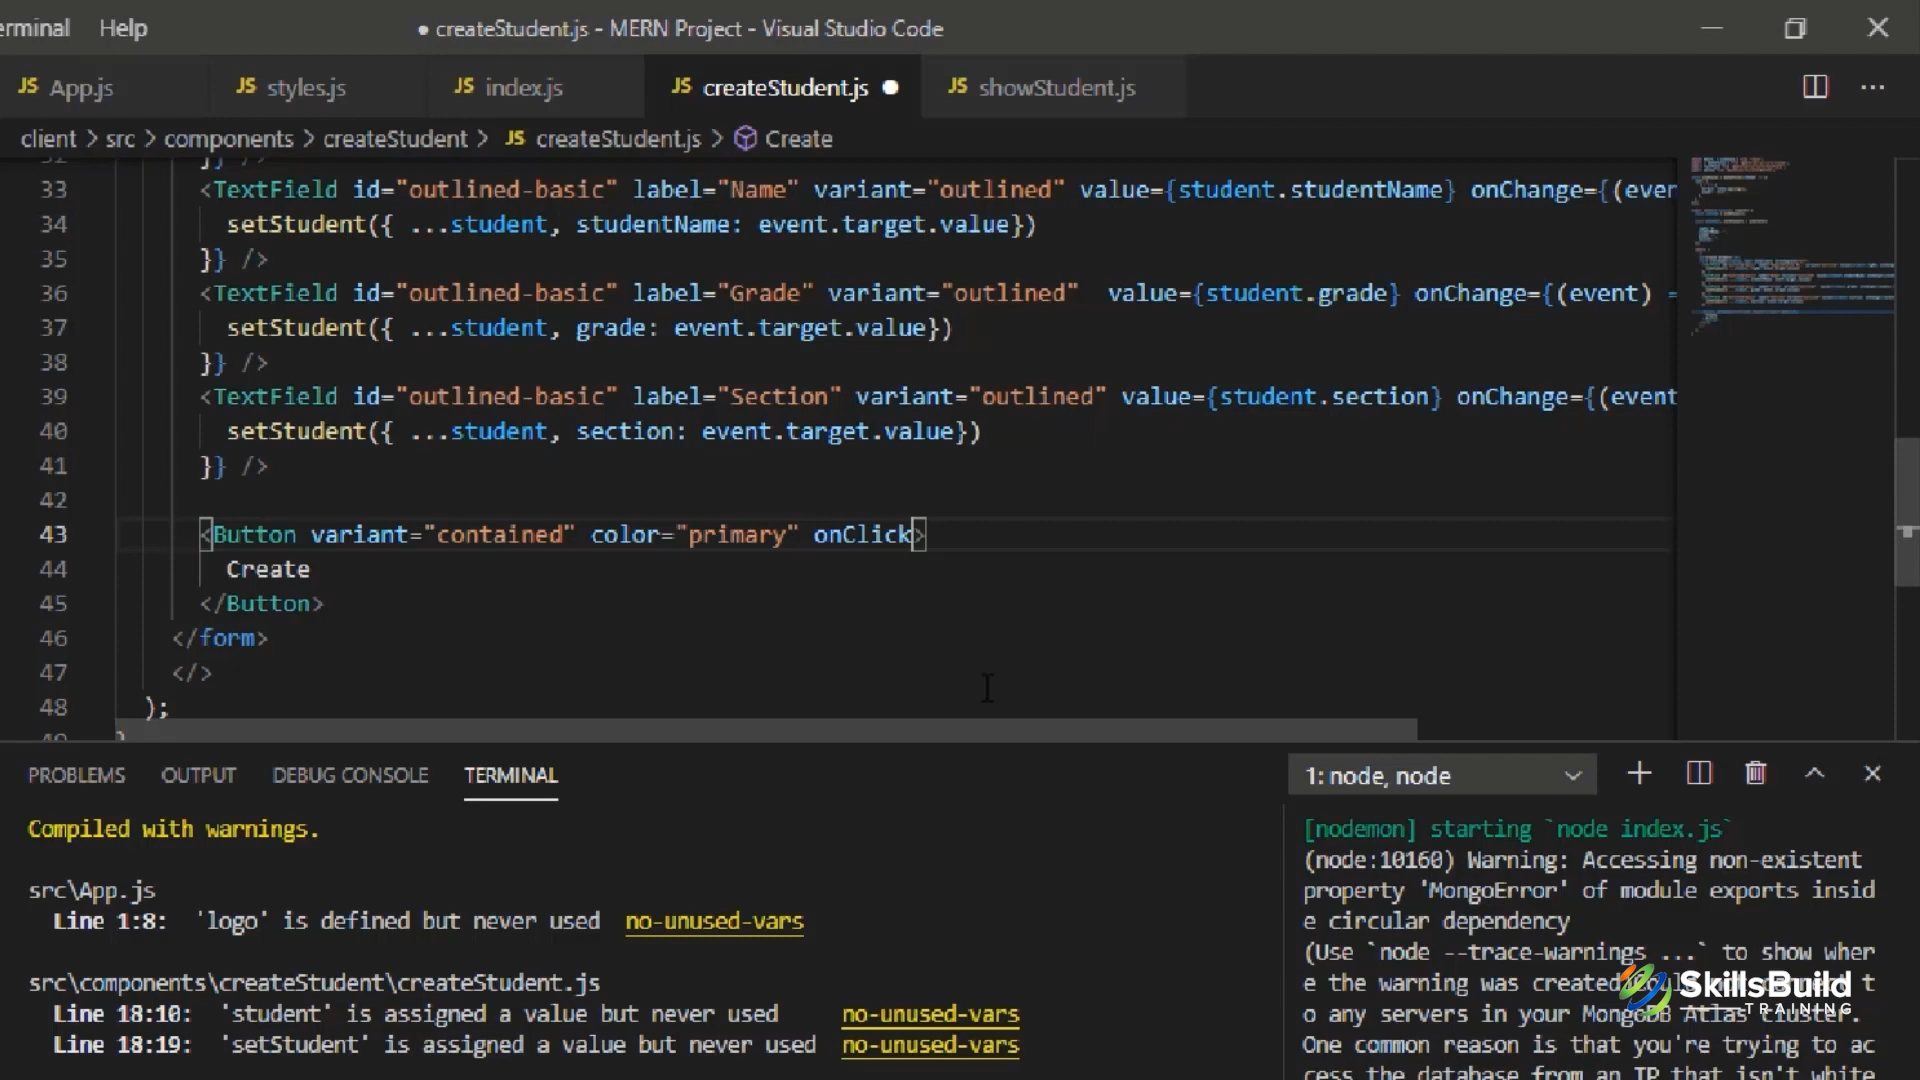 erminal Help
● createStudent.js - MERN Project - Visual Studio Code
JS App.js JS styles.js JS index.js JS createStudent.js ● JS showStudent.js ...
client > src > components > createStudent > JS createStudent.js > Create
33 <TextField id="outlined-basic" label="Name" variant="outlined" value={student.studentName} onChange={(even
34 setStudent({ ...student, studentName: event.target.value})
35 }} />
36 <TextField id="outlined-basic" label="Grade" variant="outlined"  value={student.grade} onChange={(event) =
37 setStudent({ ...student, grade: event.target.value})
38 }} />
39 <TextField id="outlined-basic" label="Section" variant="outlined" value={student.section} onChange={(event
40 setStudent({ ...student, section: event.target.value})
41 }} />
42
43 <Button variant="contained" color="primary" onClick>
44 Create
45 </Button>
46 </form>
47 </>
48 );
PROBLEMS OUTPUT DEBUG CONSOLE TERMINAL 1: node, node
Compiled with warnings.
src\App.js
Line 1:8: 'logo' is defined but never used no-unused-vars
src\components\createStudent\createStudent.js
Line 18:10: 'student' is assigned a value but never used no-unused-vars
Line 18:19: 'setStudent' is assigned a value but never used no-unused-vars
[nodemon] starting `node index.js`
(node:10160) Warning: Accessing non-existent
property 'MongoError' of module exports insid
e circular dependency
(Use `node --trace-warnings ...` to show wher
e the warning was created t
o any servers in your MongoDB Atlas cluster.
One common reason is that you're trying to ac
cess the database from an IP that isn't white
SkillsBuild
TRAINING